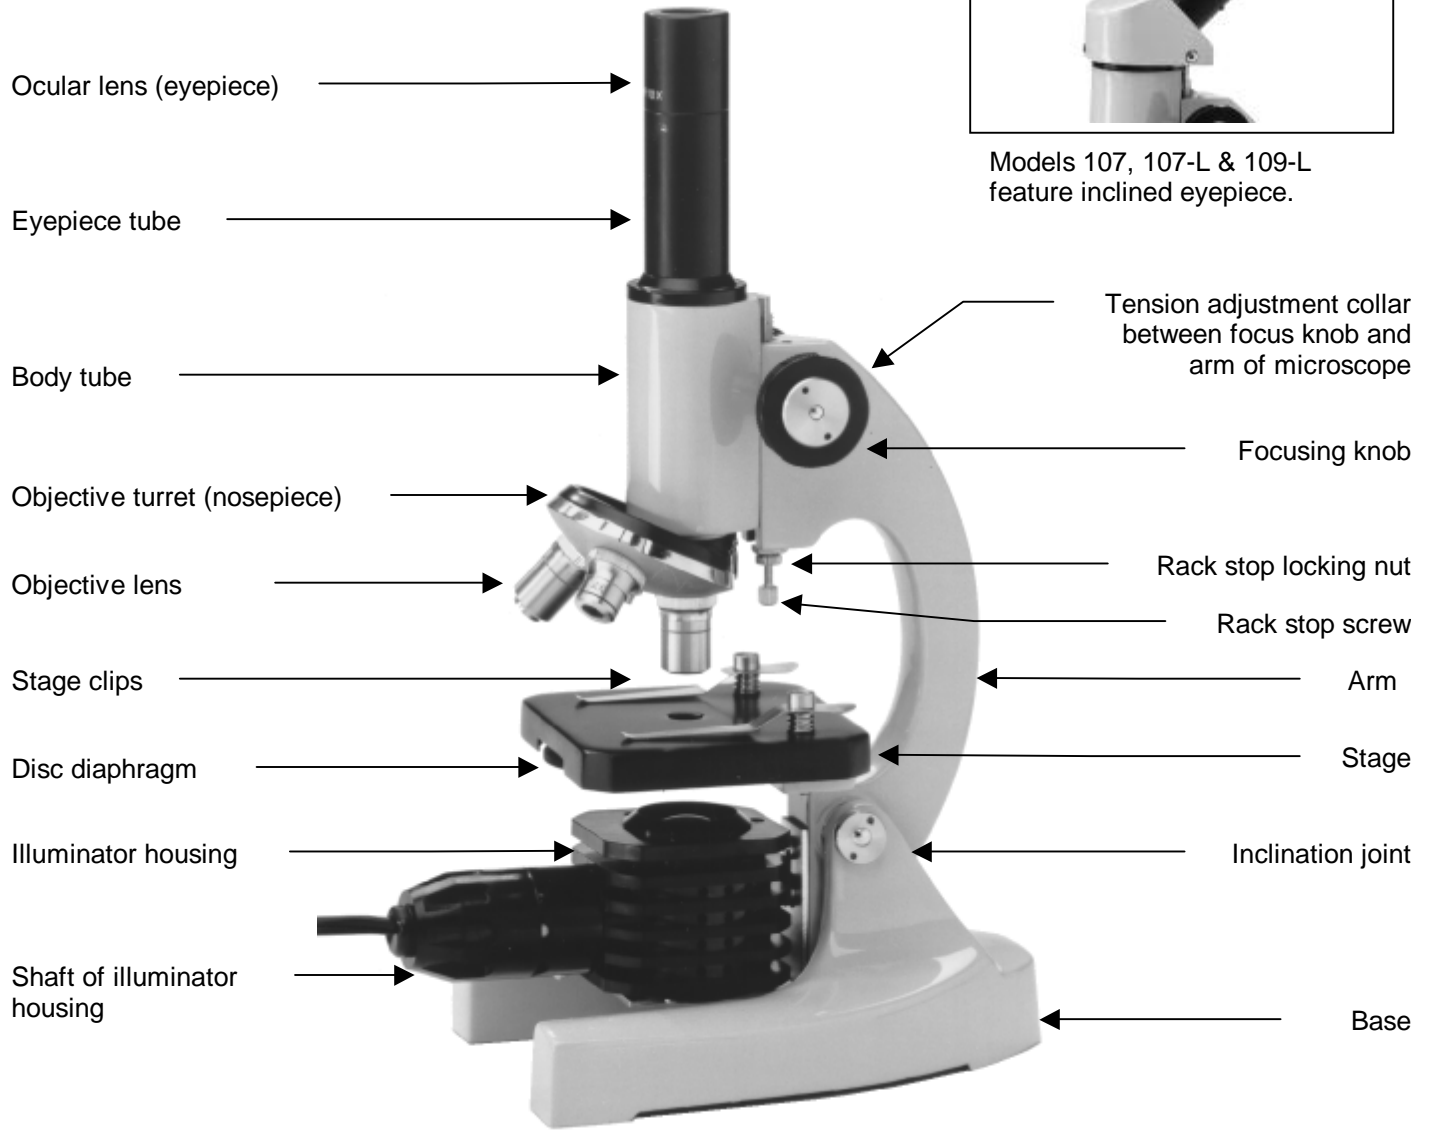 Ocular lens (eyepiece)
Eyepiece tube
Body tube
Objective turret (nosepiece)
Objective lens
Stage clips
Disc diaphragm
Illuminator housing
Shaft of illuminator
housing
Models 107, 107-L & 109-L
feature inclined eyepiece.
Tension adjustment collar
between focus knob and
arm of microscope
Focusing knob
Rack stop locking nut
Rack stop screw
Arm
Stage
Inclination joint
Base